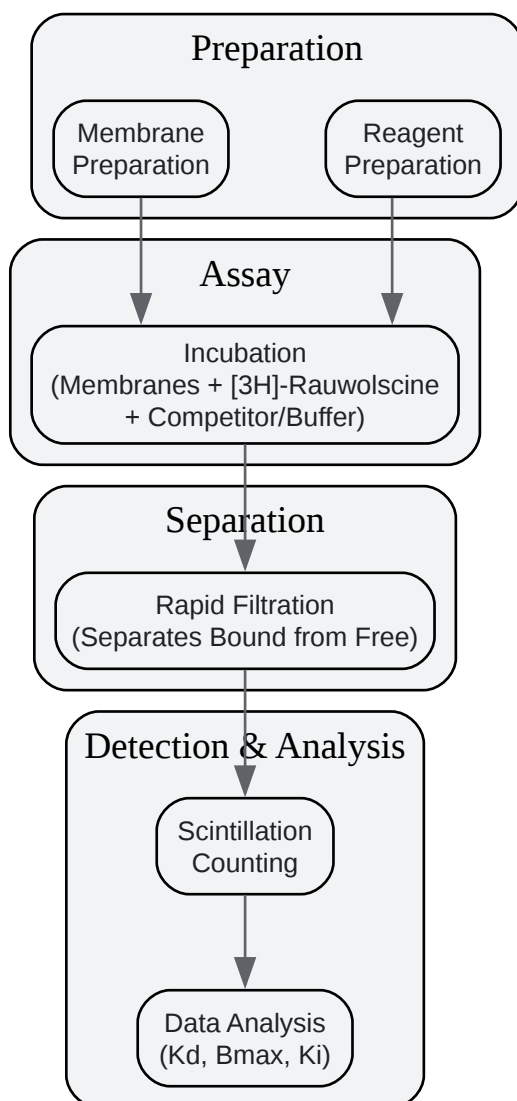 Preparation
Membrane
Preparation
Reagent
Preparation
Assay
Incubation
(Membranes + [3H]-Rauwolscine
+ Competitor/Buffer)
Separation
Rapid Filtration
(Separates Bound from Free)
Detection & Analysis
Scintillation
Counting
Data Analysis
(Kd, Bmax, Ki)